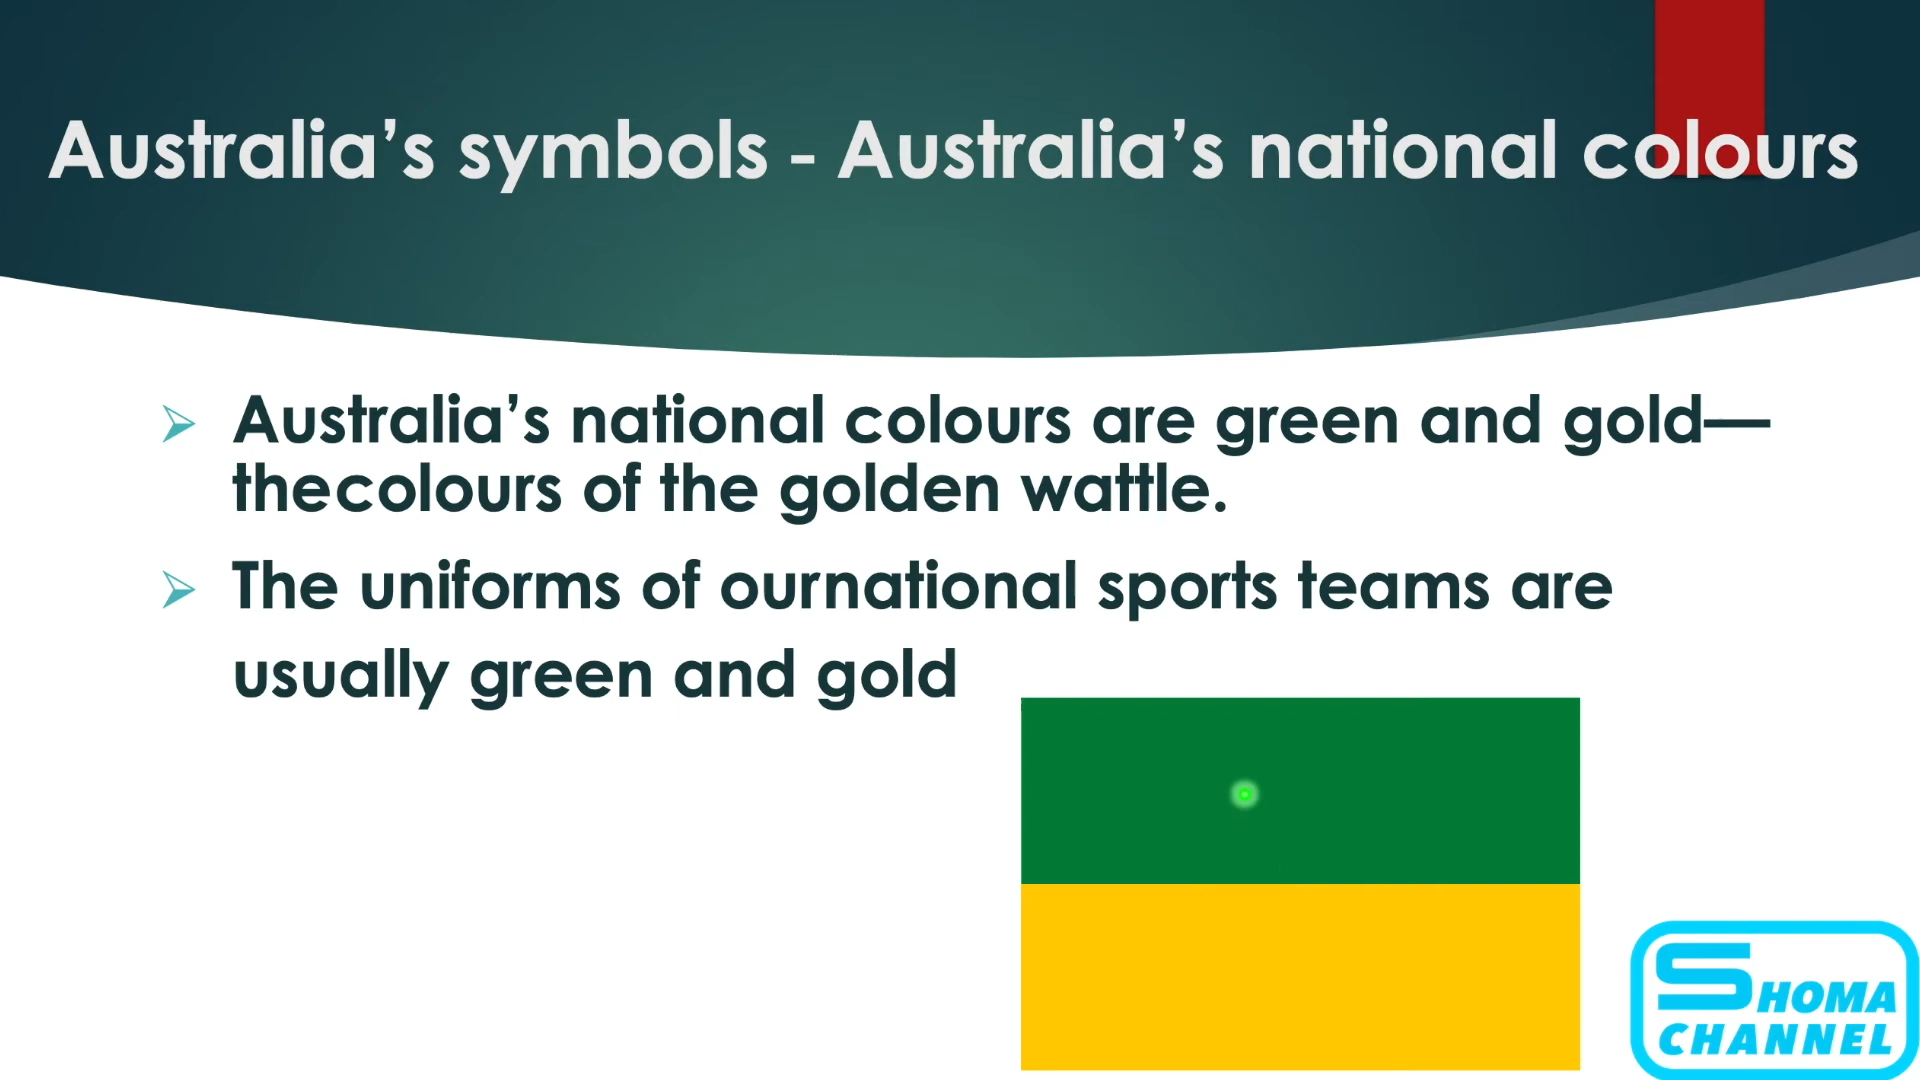 Australia’s symbols - Australia’s national colours
Australia’s national colours are green and gold—
thecolours of the golden wattle.
The uniforms of ournational sports teams are
usually green and gold
SHOMA
CHANNEL